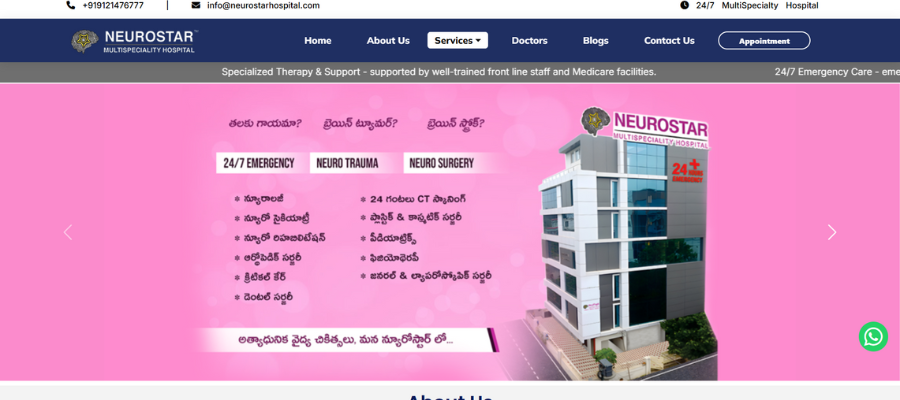 +919121476777 | info@neurostarhospital.com 24/7 MultiSpecialty Hospital
NEUROSTAR
MULTISPECIALITY HOSPITAL
Home About Us Services Doctors Blogs Contact Us Appointment
Specialized Therapy & Support - supported by well-trained front line staff and Medicare facilities. 24/7 Emergency Care - eme
తలకు గాయమా? బ్రెయిన్ ట్యూమర్? బ్రెయిన్ స్ట్రోక్?
24/7 EMERGENCY NEURO TRAUMA NEURO SURGERY
* న్యూరాలజీ
* న్యూరో సైకియాట్రీ
* న్యూరో రిహబిలిటేషన్
* ఆర్థోపెడిక్ సర్జరీ
* క్రిటికల్ కేర్
* డెంటల్ సర్జరీ
* 24 గంటలు CT స్కానింగ్
* ప్లాస్టిక్ & కాస్మటిక్ సర్జరీ
* పీడియాట్రిక్స్
* ఫిజియోథెరపీ
* జనరల్ & ల్యాపరోస్కోపిక్ సర్జరీ
అత్యాధునిక వైద్య చికిత్సలు, మన న్యూరోస్టార్ లో...
NEUROSTAR
MULTISPECIALITY HOSPITAL
24 HOURS
EMERGENCY
About Us